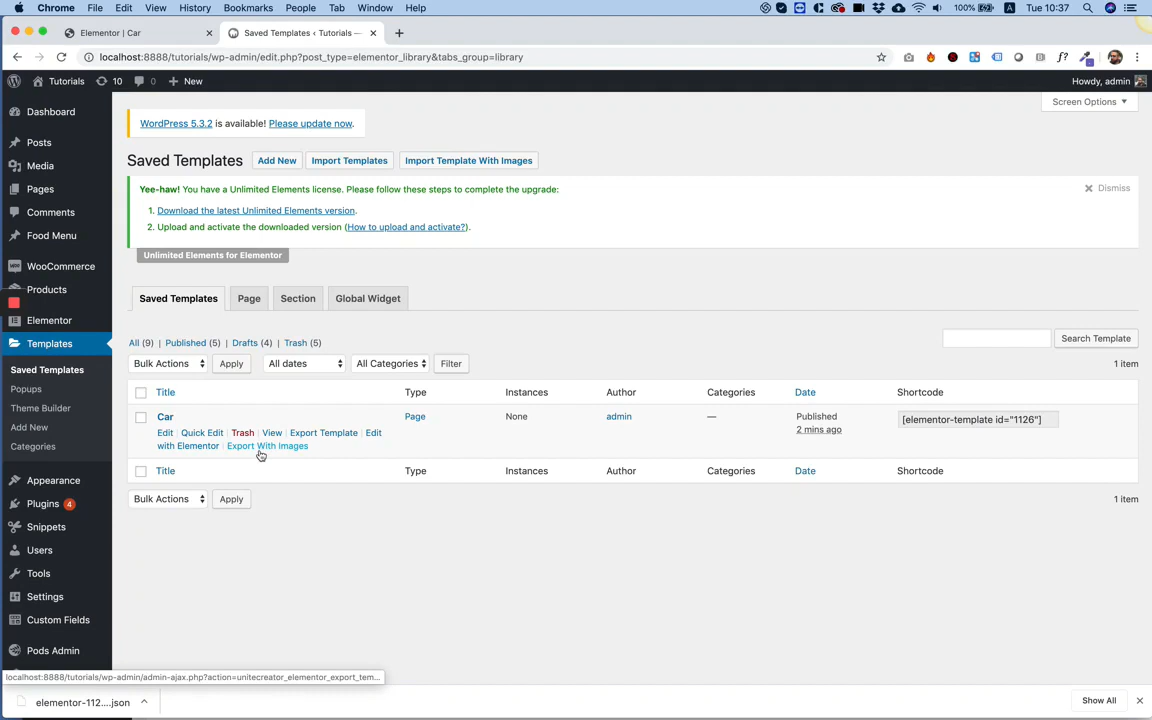 Chrome File Edit View History Bookmarks People Tab Window Help 100% A Tue 10:37
Elementor | Car
Saved Templates ‹ Tutorials —
localhost:8888/tutorials/wp-admin/edit.php?post_type=elementor_library&tabs_group=library
f?
Tutorials 10 0 New Howdy, admin
Screen Options
Dashboard
Posts
Media
Pages
Comments
Food Menu
WooCommerce
Products
Elementor
Templates
Saved Templates
Popups
Theme Builder
Add New
Categories
Appearance
Plugins 4
Snippets
Users
Tools
Settings
Custom Fields
Pods Admin
WordPress 5.3.2 is available! Please update now.
Saved Templates Add New Import Templates Import Template With Images
Yee-haw! You have a Unlimited Elements license. Please follow these steps to complete the upgrade:
Dismiss
1. Download the latest Unlimited Elements version.
2. Upload and activate the downloaded version (How to upload and activate?).
Unlimited Elements for Elementor
Saved Templates Page Section Global Widget
All (9) | Published (5) | Drafts (4) | Trash (5)
Search Template
Bulk Actions Apply All dates All Categories Filter
1 item
Title Type Instances Author Categories Date Shortcode
Car Page None admin — Published [elementor-template id="1126"]
2 mins ago
Edit | Quick Edit | Trash | View | Export Template | Edit
with Elementor | Export With Images
Title Type Instances Author Categories Date Shortcode
Bulk Actions Apply
1 item
localhost:8888/tutorials/wp-admin/admin-ajax.php?action=unitecreator_elementor_export_tem...
elementor-112....json
Show All